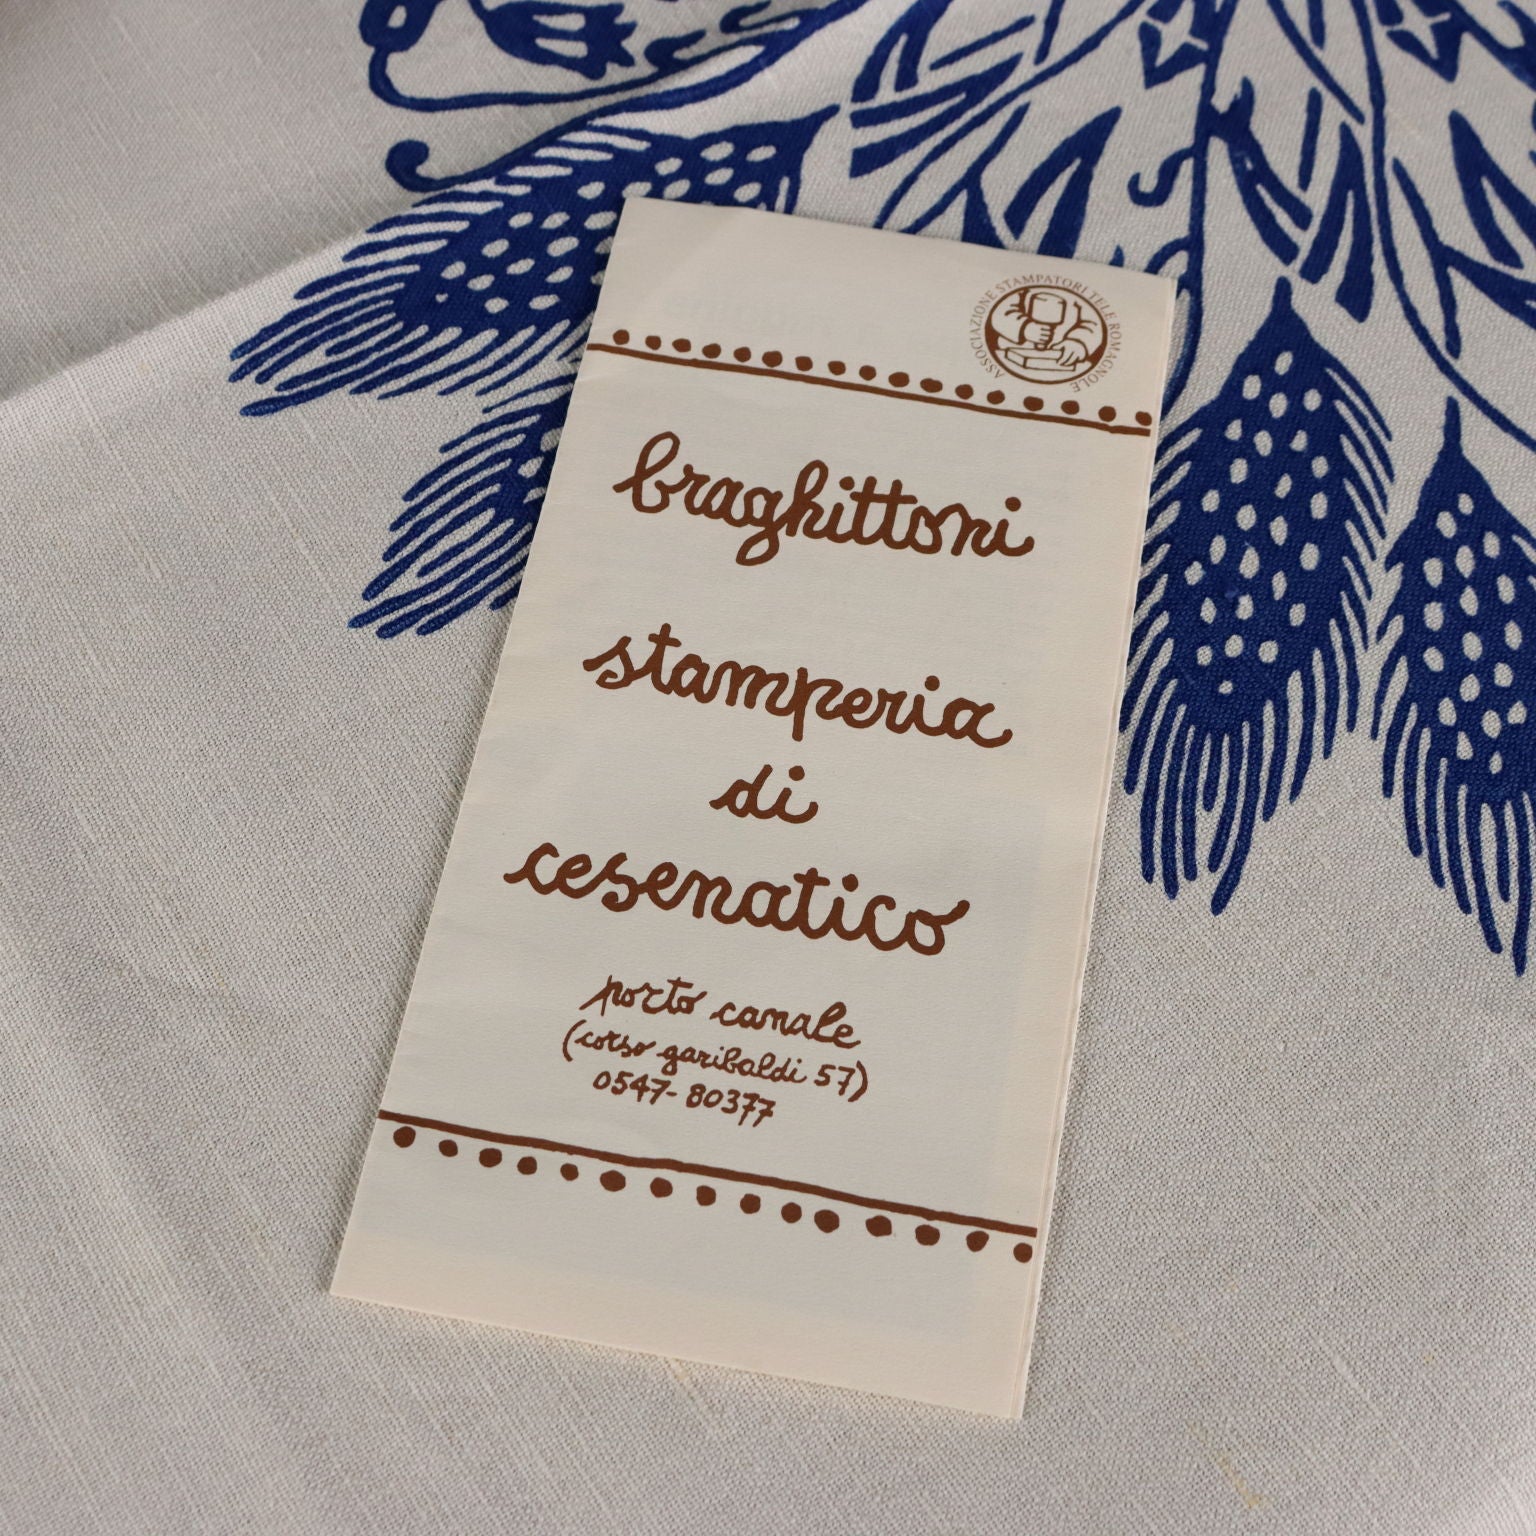 ASSOCIAZIONE STAMPATORI TELE ROMAGNOLE
braghittoni
stamperia
di
cesenatico
porto canale
(corso garibaldi 57)
0547-80377